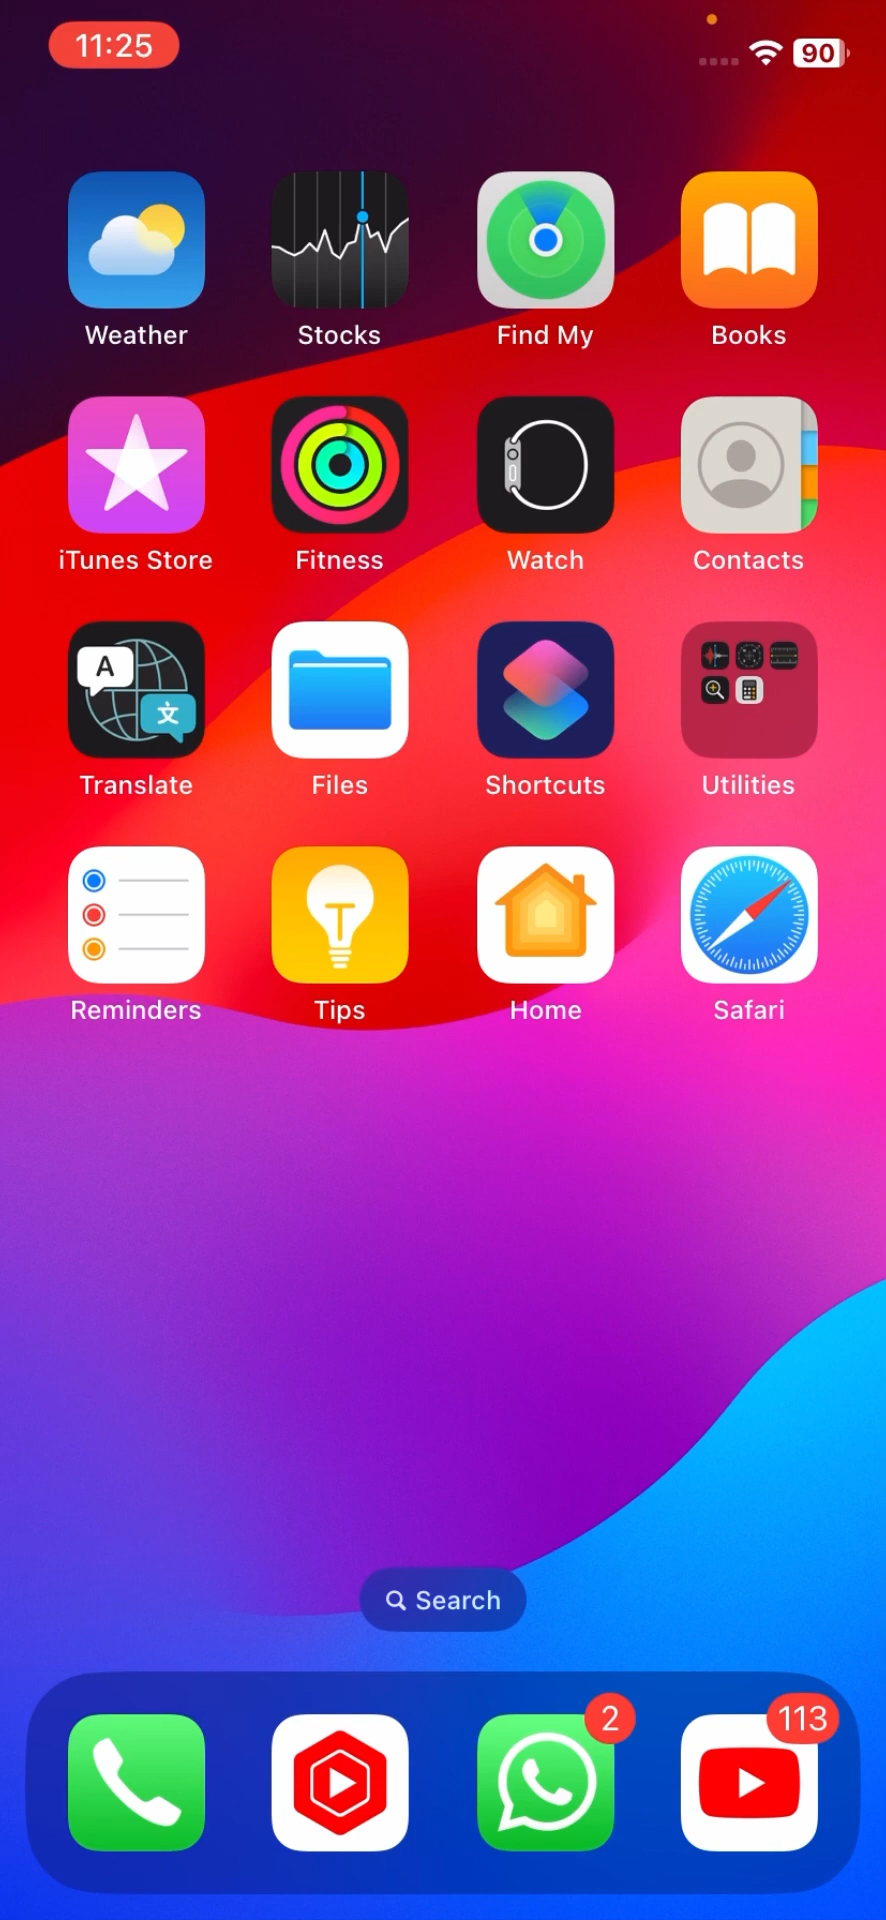 11:25
90
Weather
Stocks
Find My
Books
iTunes Store
Fitness
Watch
Contacts
A
文
Translate
Files
Shortcuts
Utilities
Reminders
Tips
Home
Safari
Search
2
113